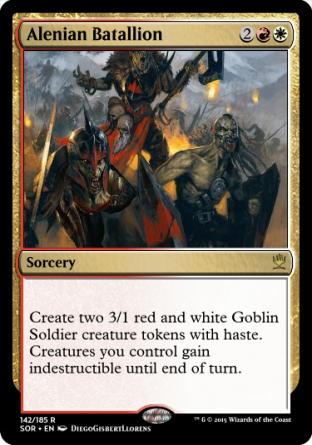 Alenian Batallion 2
Sorcery
Create two 3/1 red and white Goblin
Soldier creature tokens with haste.
Creatures you control gain
indestructible until end of turn.
142/185 R
SOR • EN DiegoGisbertLlorens
™ & © 2015 Wizards of the Coast